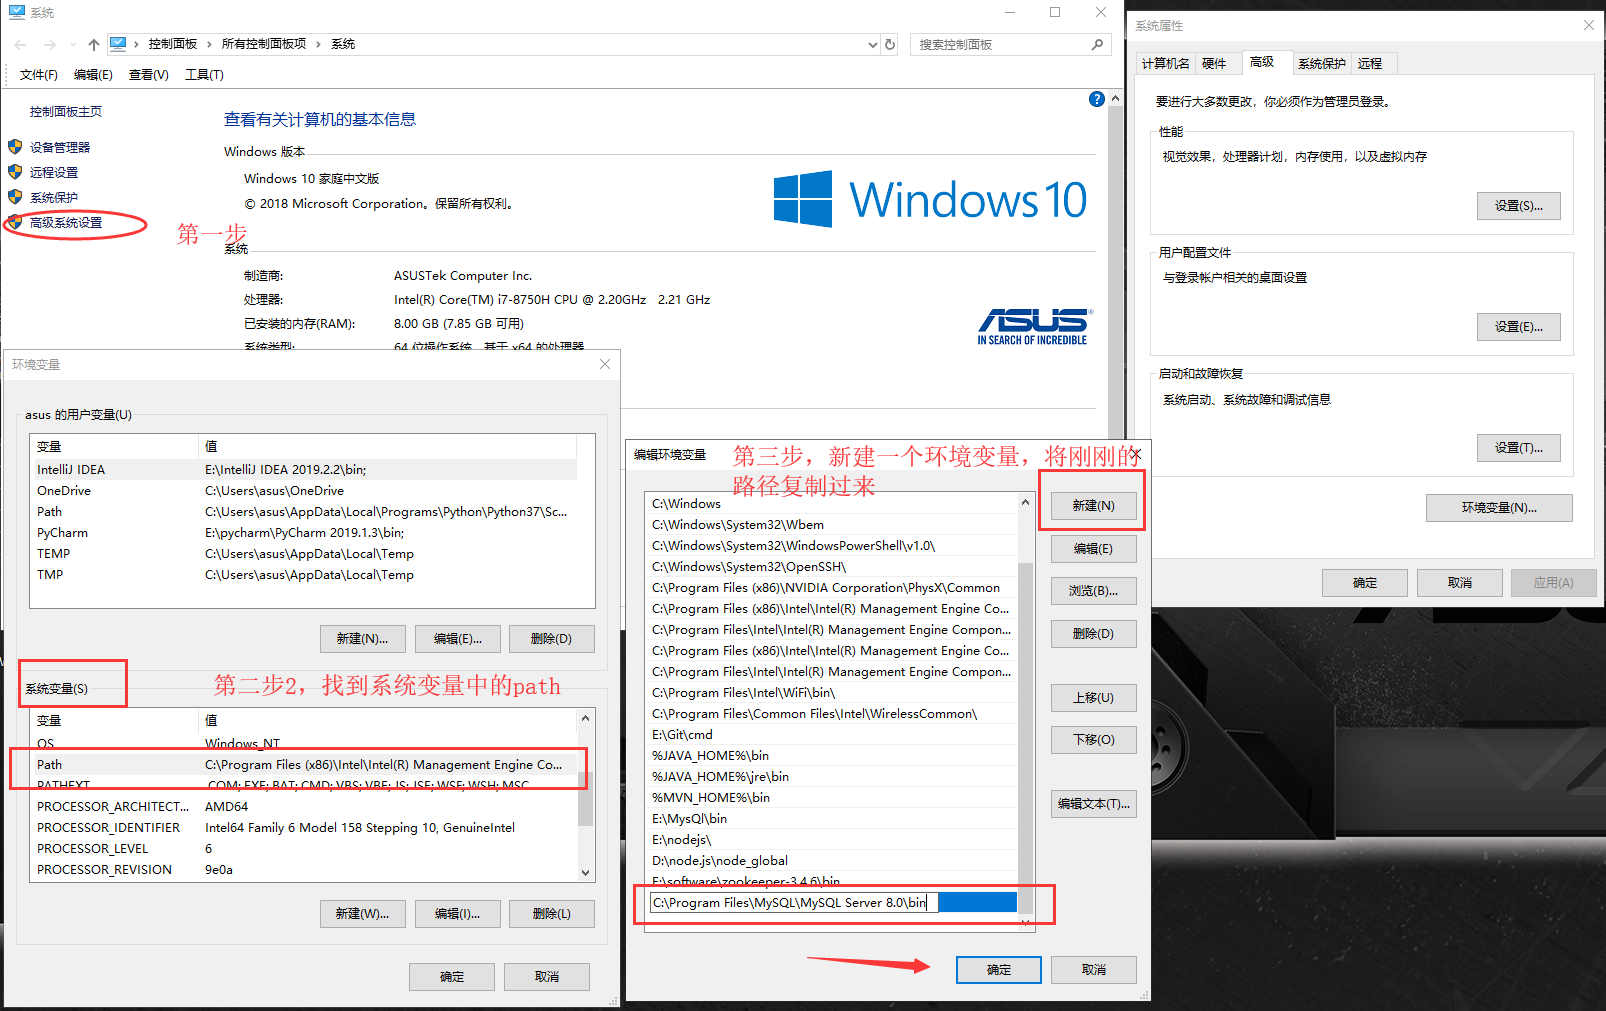 系统
控制面板 › 所有控制面板项 › 系统
搜索控制面板
文件(F) 编辑(E) 查看(V) 工具(T)
控制面板主页
设备管理器
远程设置
系统保护
高级系统设置
第一步
查看有关计算机的基本信息
Windows 版本
Windows 10 家庭中文版
© 2018 Microsoft Corporation。保留所有权利。
Windows 10
系统
制造商: ASUSTek Computer Inc.
处理器: Intel(R) Core(TM) i7-8750H CPU @ 2.20GHz 2.21 GHz
已安装的内存(RAM): 8.00 GB (7.85 GB 可用)
系统类型: 64 位操作系统，基于 x64 的处理器
ASUS
IN SEARCH OF INCREDIBLE
系统属性
计算机名 硬件 高级 系统保护 远程
要进行大多数更改，你必须作为管理员登录。
性能
视觉效果，处理器计划，内存使用，以及虚拟内存
设置(S)...
用户配置文件
与登录帐户相关的桌面设置
设置(E)...
启动和故障恢复
系统启动、系统故障和调试信息
设置(T)...
环境变量(N)...
确定 取消 应用(A)
环境变量
asus 的用户变量(U)
变量 值
IntelliJ IDEA E:\IntelliJ IDEA 2019.2.2\bin;
OneDrive C:\Users\asus\OneDrive
Path C:\Users\asus\AppData\Local\Programs\Python\Python37\Sc...
PyCharm E:\pycharm\PyCharm 2019.1.3\bin;
TEMP C:\Users\asus\AppData\Local\Temp
TMP C:\Users\asus\AppData\Local\Temp
新建(N)... 编辑(E)... 删除(D)
系统变量(S)
第二步2，找到系统变量中的path
变量 值
OS Windows_NT
Path C:\Program Files (x86)\Intel\Intel(R) Management Engine Co...
PATHEXT .COM;.EXE;.BAT;.CMD;.VBS;.VBE;.JS;.JSE;.WSF;.WSH;.MSC
PROCESSOR_ARCHITECT... AMD64
PROCESSOR_IDENTIFIER Intel64 Family 6 Model 158 Stepping 10, GenuineIntel
PROCESSOR_LEVEL 6
PROCESSOR_REVISION 9e0a
新建(W)... 编辑(I)... 删除(L)
确定 取消
编辑环境变量
第三步，新建一个环境变量，将刚刚的
路径复制过来
C:\Windows
C:\Windows\System32\Wbem
C:\Windows\System32\WindowsPowerShell\v1.0\
C:\Windows\System32\OpenSSH\
C:\Program Files (x86)\NVIDIA Corporation\PhysX\Common
C:\Program Files (x86)\Intel\Intel(R) Management Engine Co...
C:\Program Files\Intel\Intel(R) Management Engine Compon...
C:\Program Files (x86)\Intel\Intel(R) Management Engine Co...
C:\Program Files\Intel\Intel(R) Management Engine Compon...
C:\Program Files\Intel\WiFi\bin\
C:\Program Files\Common Files\Intel\WirelessCommon\
E:\Git\cmd
%JAVA_HOME%\bin
%JAVA_HOME%\jre\bin
%MVN_HOME%\bin
E:\MysQl\bin
E:\nodejs\
D:\node.js\node_global
E:\software\zookeeper-3.4.6\bin
C:\Program Files\MySQL\MySQL Server 8.0\bin
新建(N)
编辑(E)
浏览(B)...
删除(D)
上移(U)
下移(O)
编辑文本(T)...
确定 取消